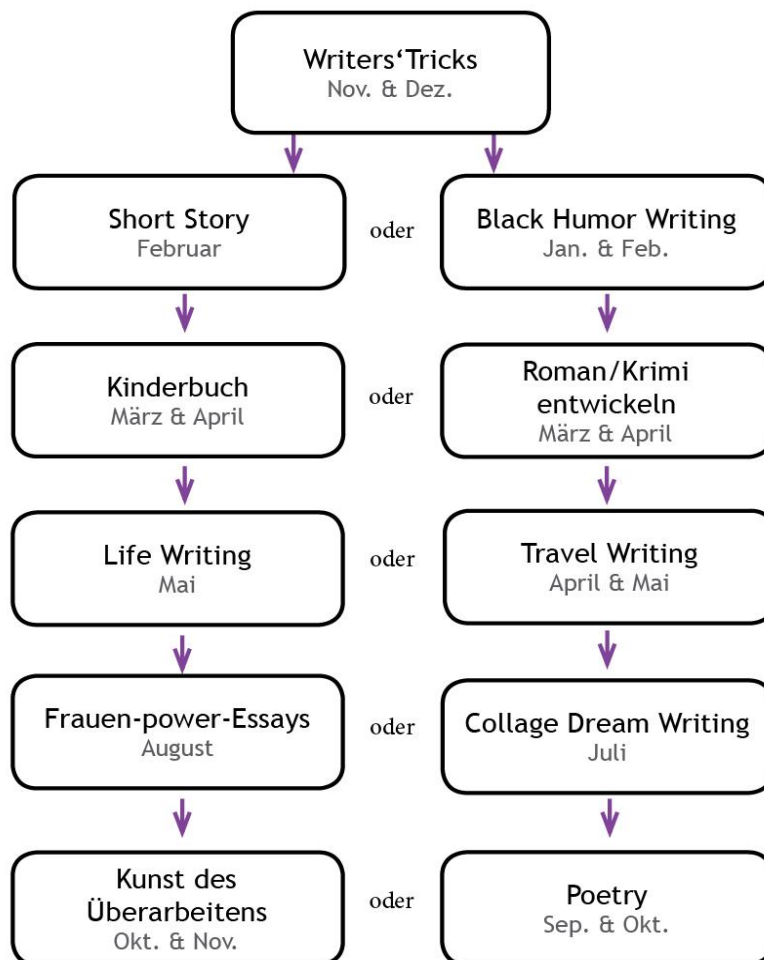 Writers‘Tricks
Nov. & Dez.
Short Story
Februar
oder
Black Humor Writing
Jan. & Feb.
Kinderbuch
März & April
oder
Roman/Krimi
entwickeln
März & April
Life Writing
Mai
oder
Travel Writing
April & Mai
Frauen-power-Essays
August
oder
Collage Dream Writing
Juli
Kunst des
Überarbeitens
Okt. & Nov.
oder
Poetry
Sep. & Okt.